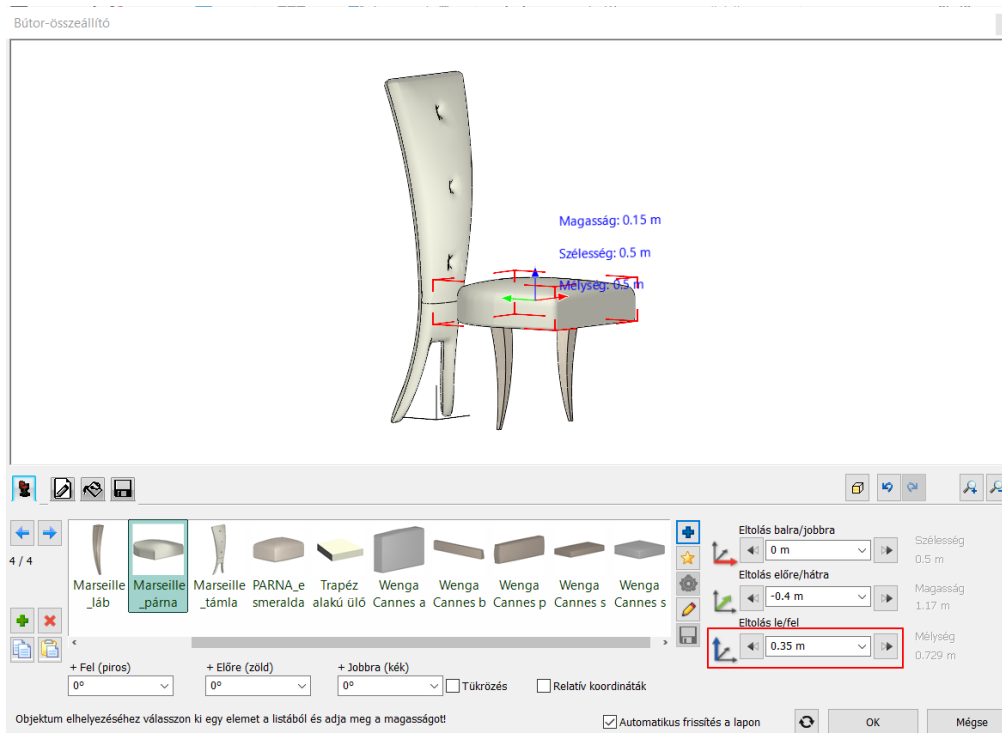 Bútor-összeállító
Magasság: 0.15 m
Szélesség: 0.5 m
Mélység: 0.5 m
4 / 4
Marseille
_láb
Marseille
_párna
Marseille
_támla
PARNA_e
smeralda
Trapéz
alakú ülő
Wenga
Cannes a
Wenga
Cannes b
Wenga
Cannes p
Wenga
Cannes s
Wenga
Cannes s
Eltolás balra/jobbra
0 m
Eltolás előre/hátra
-0.4 m
Eltolás le/fel
0.35 m
Szélesség
0.5 m
Magasság
1.17 m
Mélység
0.729 m
+ Fel (piros)
0°
+ Előre (zöld)
0°
+ Jobbra (kék)
0°
Tükrözés
Relatív koordináták
Objektum elhelyezéséhez válasszon ki egy elemet a listából és adja meg a magasságot!
Automatikus frissítés a lapon
OK
Mégse